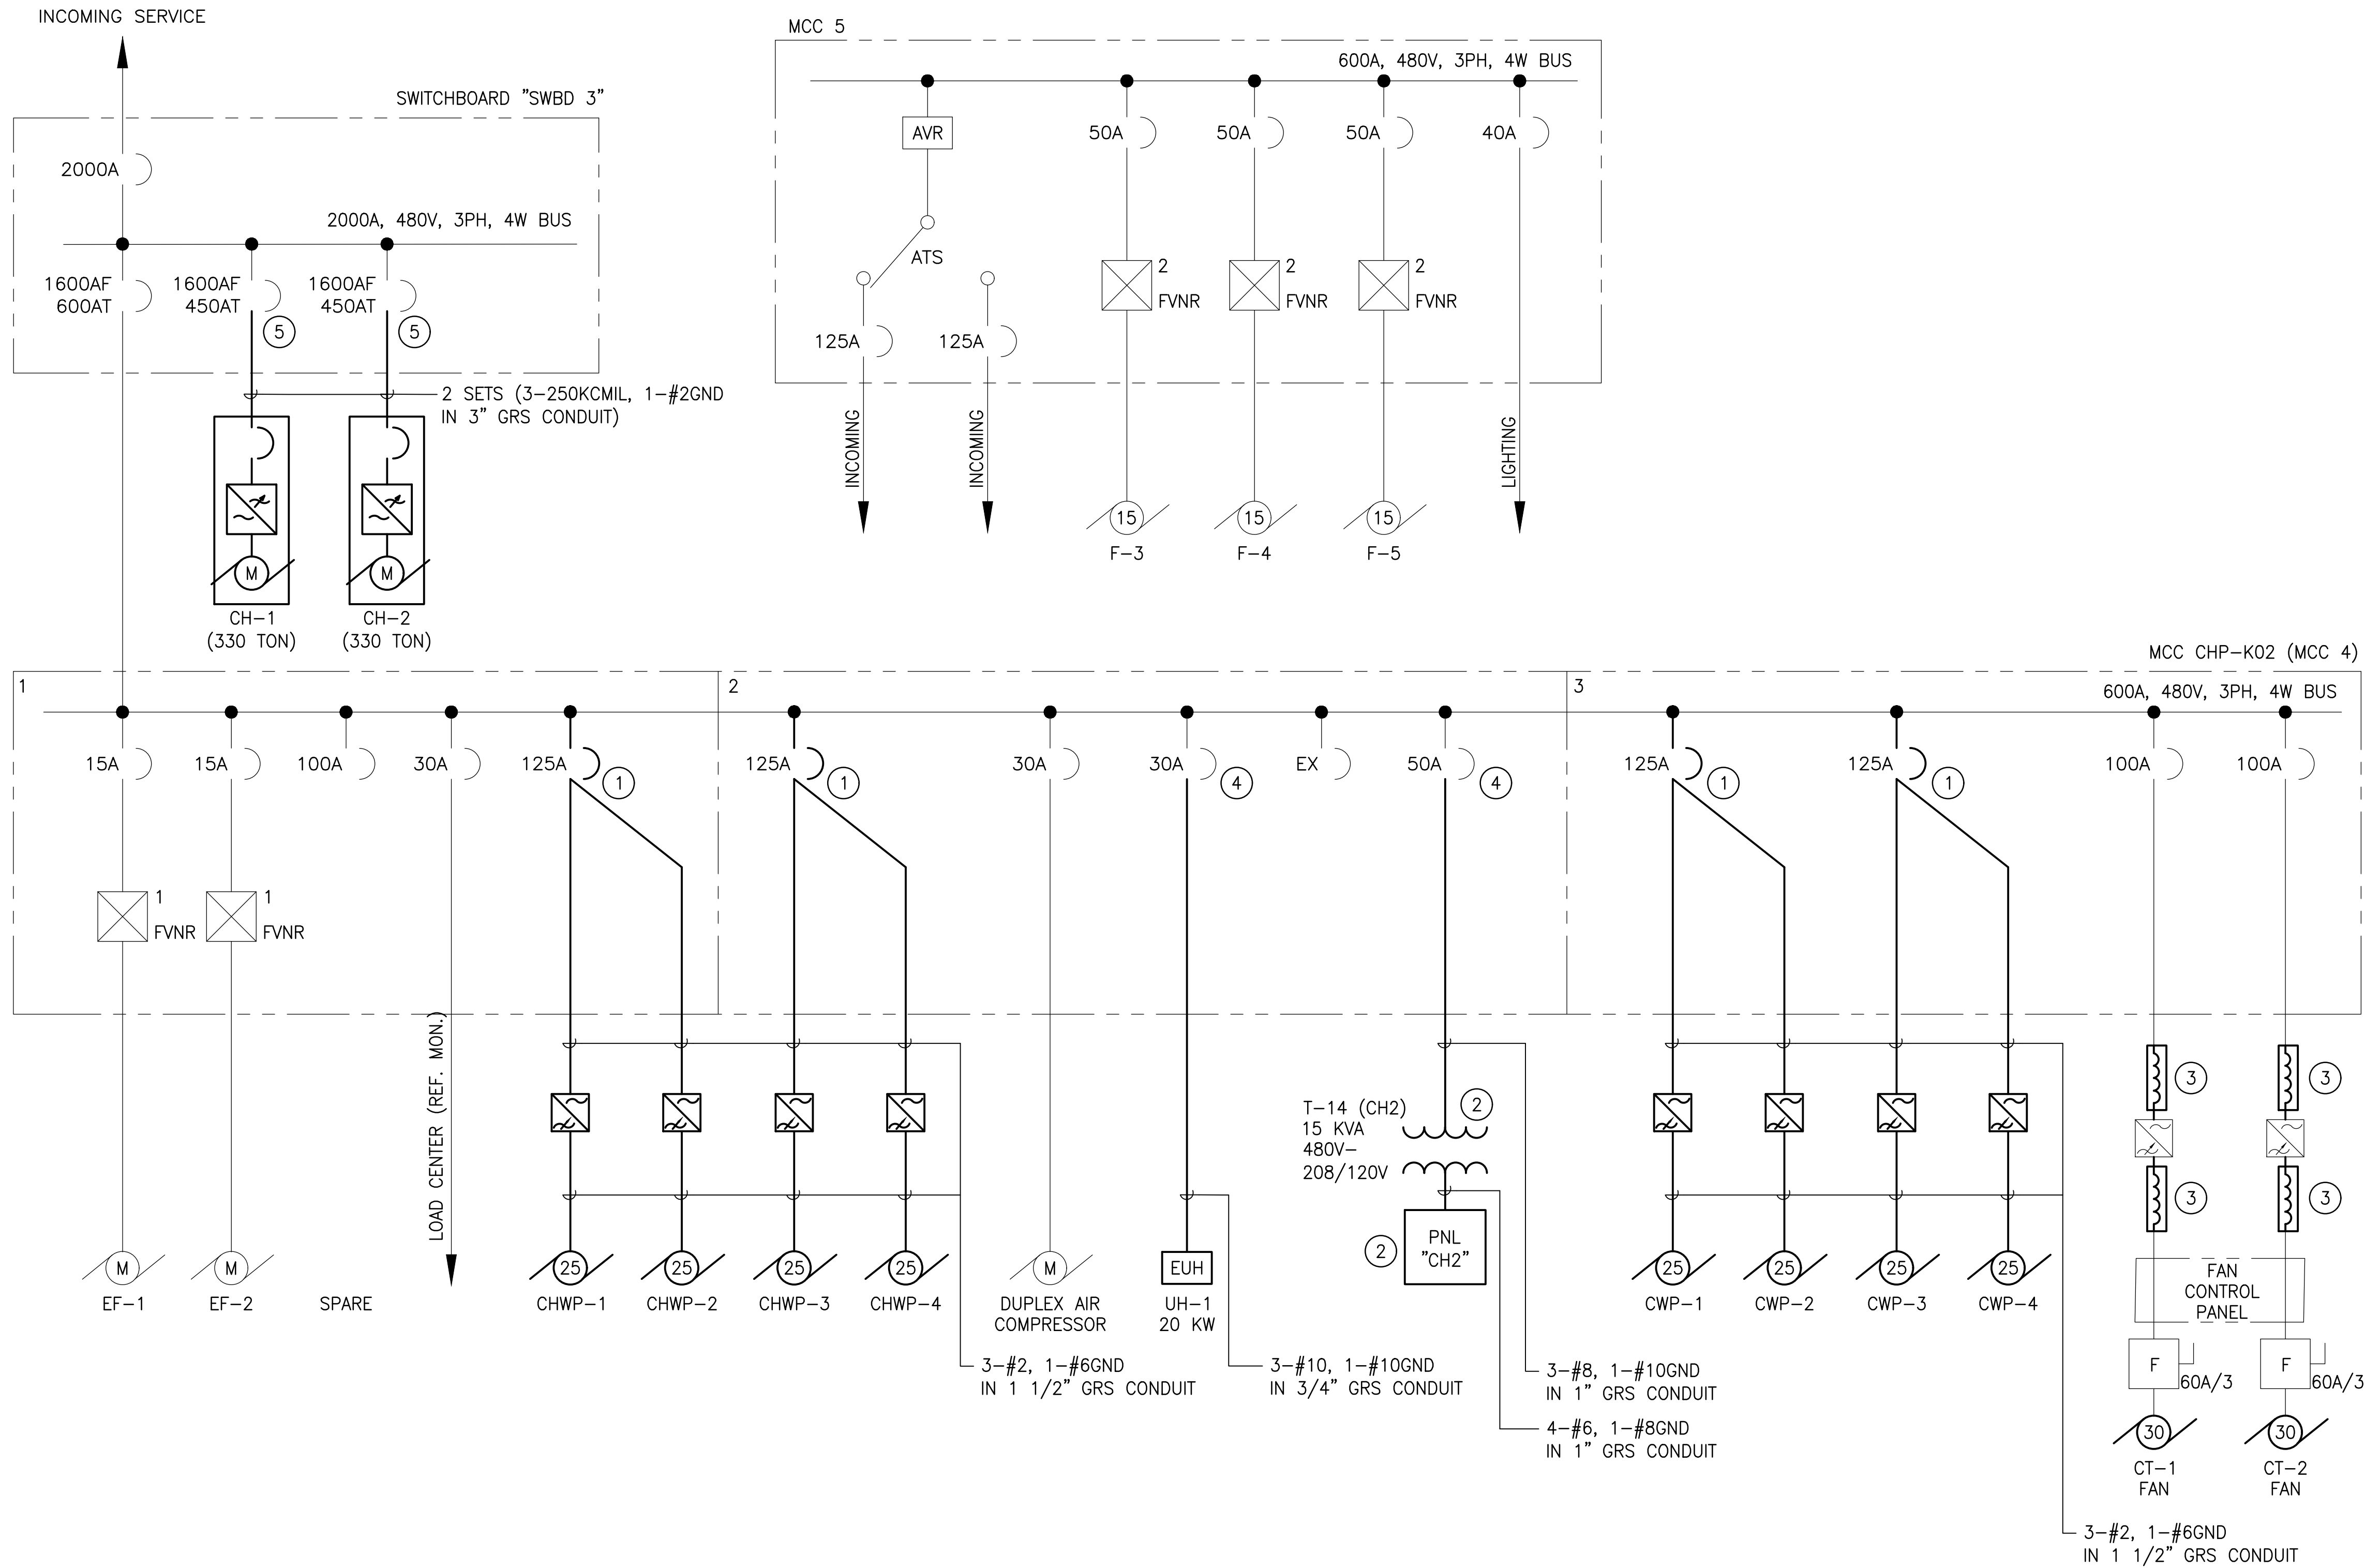 INCOMING SERVICE
SWITCHBOARD "SWBD 3"
2000A
2000A, 480V, 3PH, 4W BUS
1600AF
600AT
1600AF
450AT
5
1600AF
450AT
5
2 SETS (3-250KCMIL, 1-#2GND
IN 3" GRS CONDUIT)
M
CH-1
(330 TON)
M
CH-2
(330 TON)
MCC 5
600A, 480V, 3PH, 4W BUS
AVR
ATS
125A
125A
INCOMING
INCOMING
50A
50A
50A
40A
2
FVNR
2
FVNR
2
FVNR
LIGHTING
15
15
15
F-3
F-4
F-5
MCC CHP-K02 (MCC 4)
1
2
3
600A, 480V, 3PH, 4W BUS
15A
15A
100A
30A
125A
1
125A
1
30A
30A
4
EX
50A
4
125A
1
125A
1
100A
100A
1
FVNR
1
FVNR
LOAD CENTER (REF. MON.)
T-14 (CH2)
15 KVA
480V-
208/120V
2
3
3
3
3
M
M
25
25
25
25
M
EUH
2
PNL
"CH2"
25
25
25
25
FAN
CONTROL
PANEL
EF-1
EF-2
SPARE
CHWP-1
CHWP-2
CHWP-3
CHWP-4
DUPLEX AIR
COMPRESSOR
UH-1
20 KW
CWP-1
CWP-2
CWP-3
CWP-4
3-#2, 1-#6GND
IN 1 1/2" GRS CONDUIT
3-#10, 1-#10GND
IN 3/4" GRS CONDUIT
3-#8, 1-#10GND
IN 1" GRS CONDUIT
4-#6, 1-#8GND
IN 1" GRS CONDUIT
F
60A/3
F
60A/3
30
30
CT-1
FAN
CT-2
FAN
3-#2, 1-#6GND
IN 1 1/2" GRS CONDUIT